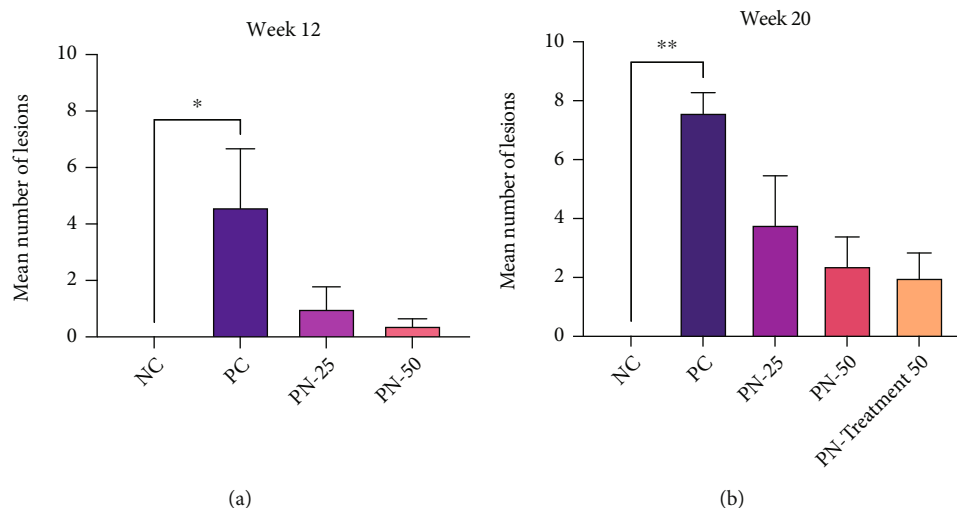 Week 12
Mean number of lesions
10
8
6
4
2
0
*
NC
PC
PN-25
PN-50
(a)
Week 20
Mean number of lesions
10
8
6
4
2
0
**
NC
PC
PN-25
PN-50
PN-Treatment 50
(b)